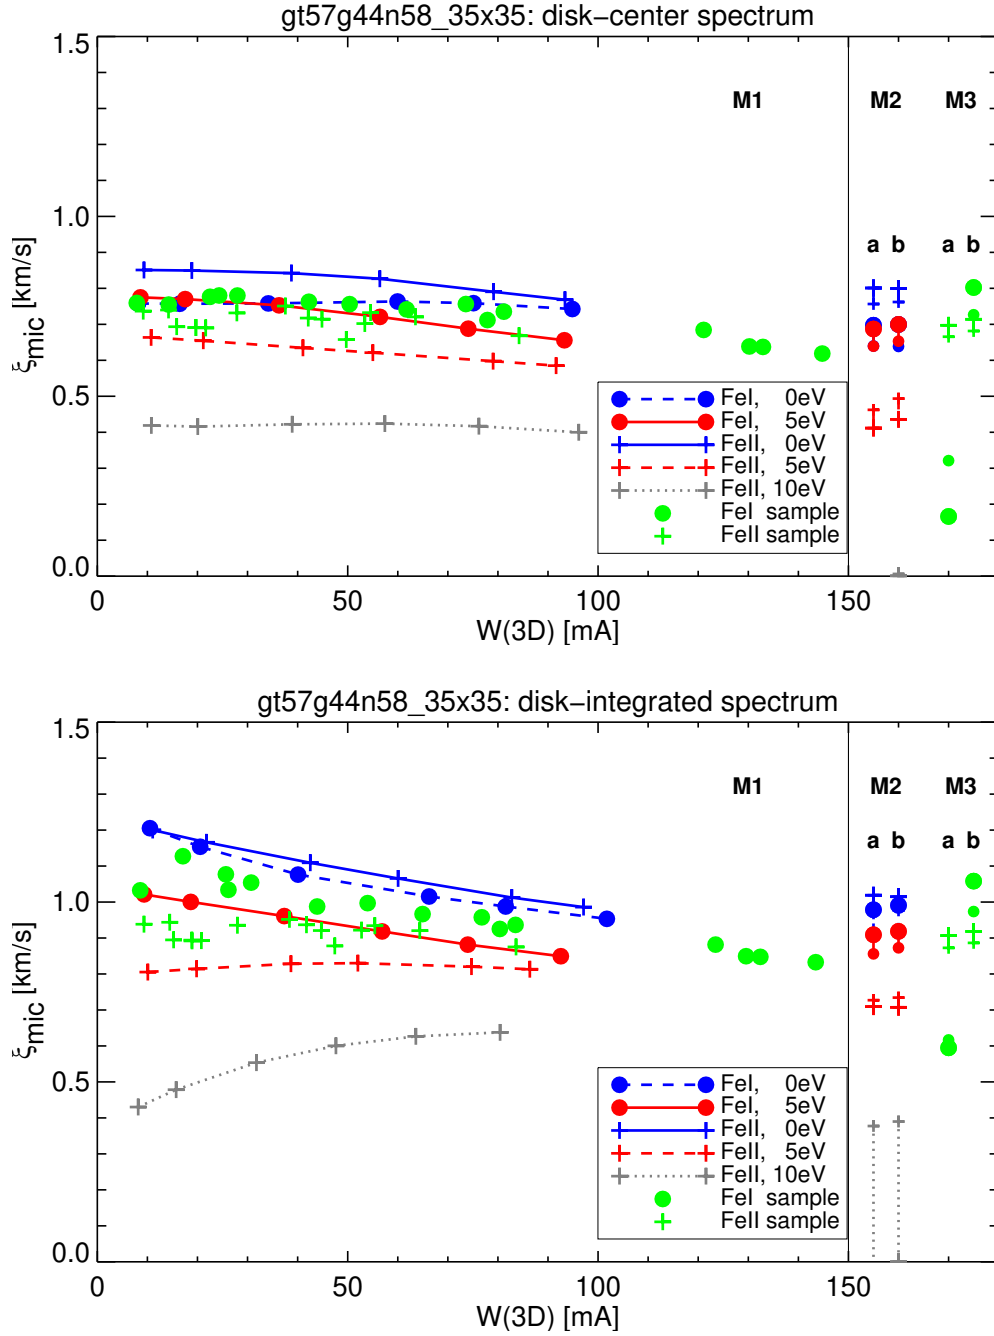 gt57g44n58_35x35: disk−center spectrum
1.5
M1 M2 M3
1.0
a b a b
ξmic [km/s]
0.5
FeI, 0eV
FeI, 5eV
FeII, 0eV
FeII, 5eV
FeII, 10eV
FeI sample
FeII sample
0.0
0 50 100 150
W(3D) [mA]
gt57g44n58_35x35: disk−integrated spectrum
1.5
M1 M2 M3
a b a b
1.0
ξmic [km/s]
0.5
FeI, 0eV
FeI, 5eV
FeII, 0eV
FeII, 5eV
FeII, 10eV
FeI sample
FeII sample
0.0
0 50 100 150
W(3D) [mA]